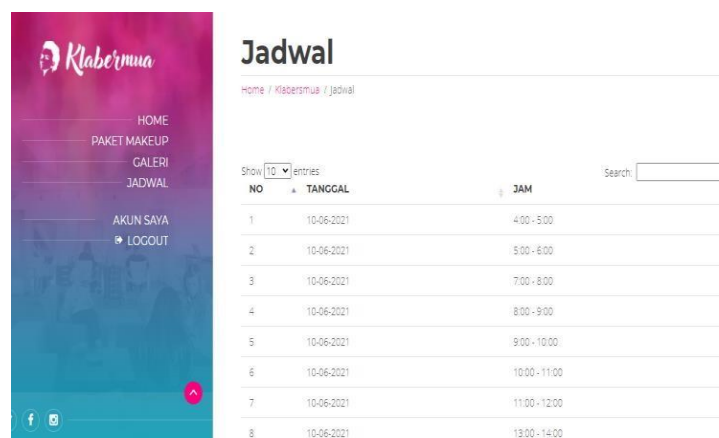 Klabermua
HOME
PAKET MAKEUP
GALERI
JADWAL
AKUN SAYA
LOGOUT
Jadwal
Home / Klabersmua / Jadwal
Show 10 entries
Search:
NO TANGGAL JAM
1 10-06-2021 4:00 - 5:00
2 10-06-2021 5:00 - 6:00
3 10-06-2021 7:00 - 8:00
4 10-06-2021 8:00 - 9:00
5 10-06-2021 9:00 - 10:00
6 10-06-2021 10:00 - 11:00
7 10-06-2021 11:00 - 12:00
8 10-06-2021 13:00 - 14:00